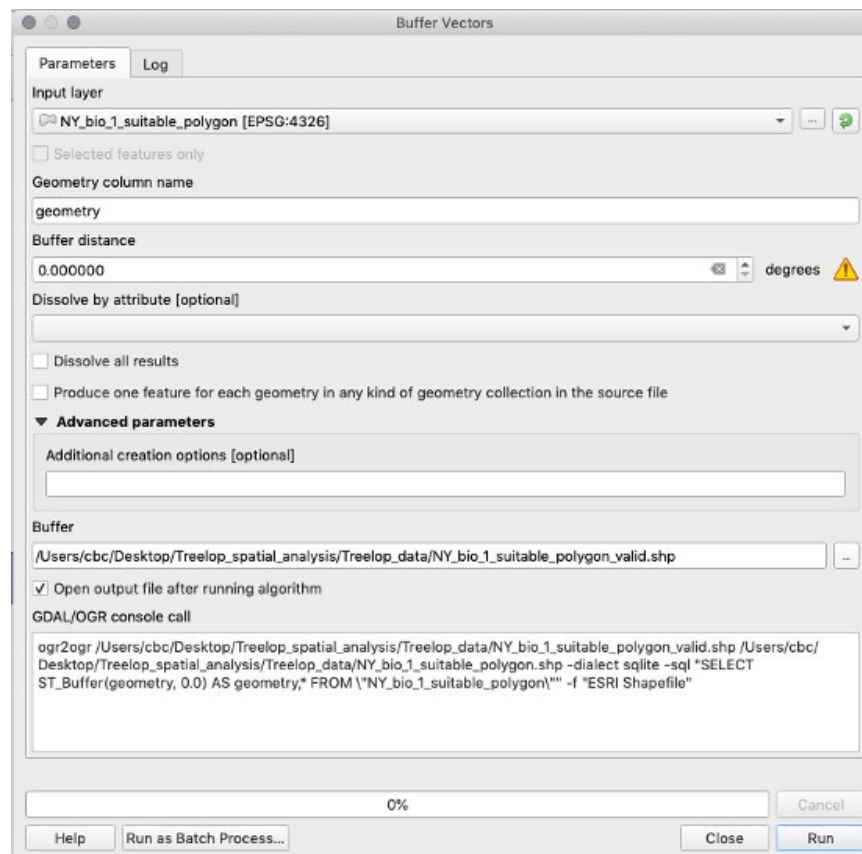 Buffer Vectors
Parameters Log
Input layer
NY_bio_1_suitable_polygon [EPSG:4326]
...
Selected features only
Geometry column name
geometry
Buffer distance
0.000000
degrees
Dissolve by attribute [optional]
Dissolve all results
Produce one feature for each geometry in any kind of geometry collection in the source file
Advanced parameters
Additional creation options [optional]
Buffer
/Users/cbc/Desktop/Treelop_spatial_analysis/Treelop_data/NY_bio_1_suitable_polygon_valid.shp
...
Open output file after running algorithm
GDAL/OGR console call
ogr2ogr /Users/cbc/Desktop/Treelop_spatial_analysis/Treelop_data/NY_bio_1_suitable_polygon_valid.shp /Users/cbc/
Desktop/Treelop_spatial_analysis/Treelop_data/NY_bio_1_suitable_polygon.shp -dialect sqlite -sql "SELECT
ST_Buffer(geometry, 0.0) AS geometry,* FROM \"NY_bio_1_suitable_polygon\"" -f "ESRI Shapefile"
0%
Cancel
Help Run as Batch Process... Close Run